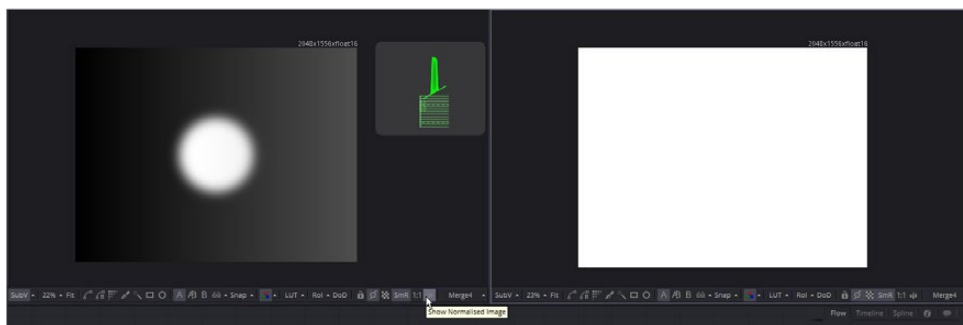 2048x1556xfloat16
2048x1556xfloat16
SubV 22% Fit A B Snap LUT RoI DoD SmR 1:1 Merge4
SubV 22% Fit A B Snap LUT RoI DoD SmR 1:1 Merge4
Show Normalised Image
Flow Timeline Spline